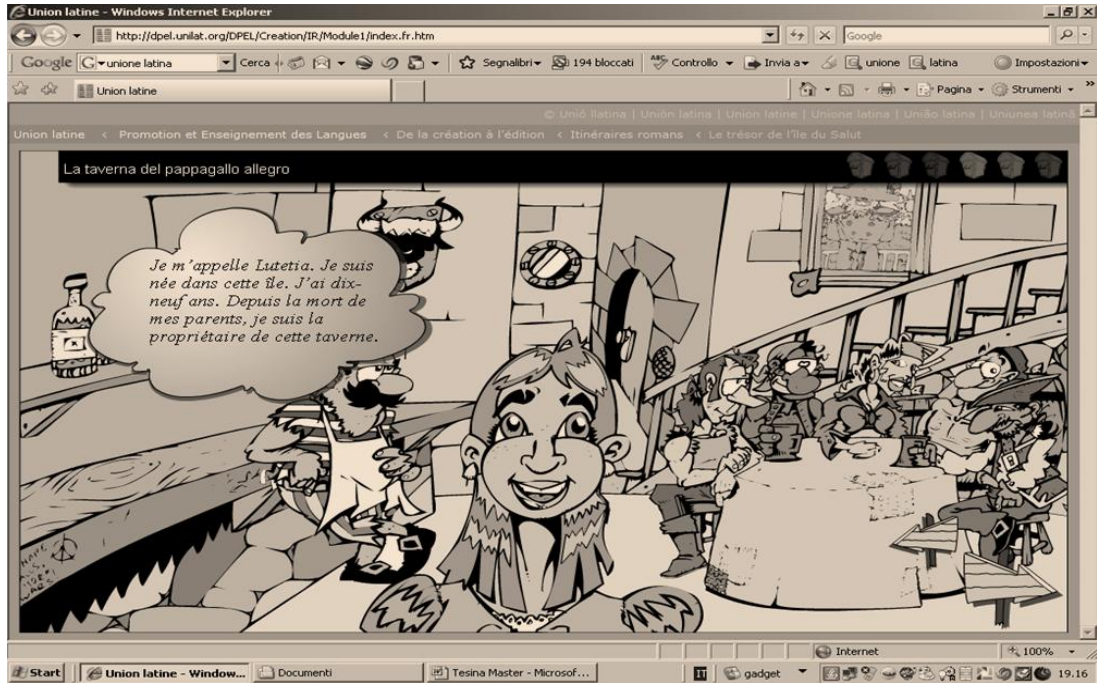 Union latine - Windows Internet Explorer
http://dpel.unilat.org/DPEL/Creation/IR/Module1/index.fr.htm
Google
Google unione latina Cerca Segnalibri 194 bloccati Controllo Invia a unione latina Impostazioni
Union latine Pagina Strumenti
© Unió llatina | Unión latina | Union latine | Unione latina | União latina | Uniunea latină
Union latine < Promotion et Enseignement des Langues < De la création à l'édition < Itinéraires romans < Le trésor de l'île du Salut
La taverna del pappagallo allegro
Je m'appelle Lutetia. Je suis
née dans cette île. J'ai dix-
neuf ans. Depuis la mort de
mes parents, je suis la
propriétaire de cette taverne.
Internet 100%
Start Union latine - Window... Documenti Tesina Master - Microsof... gadget 19.16